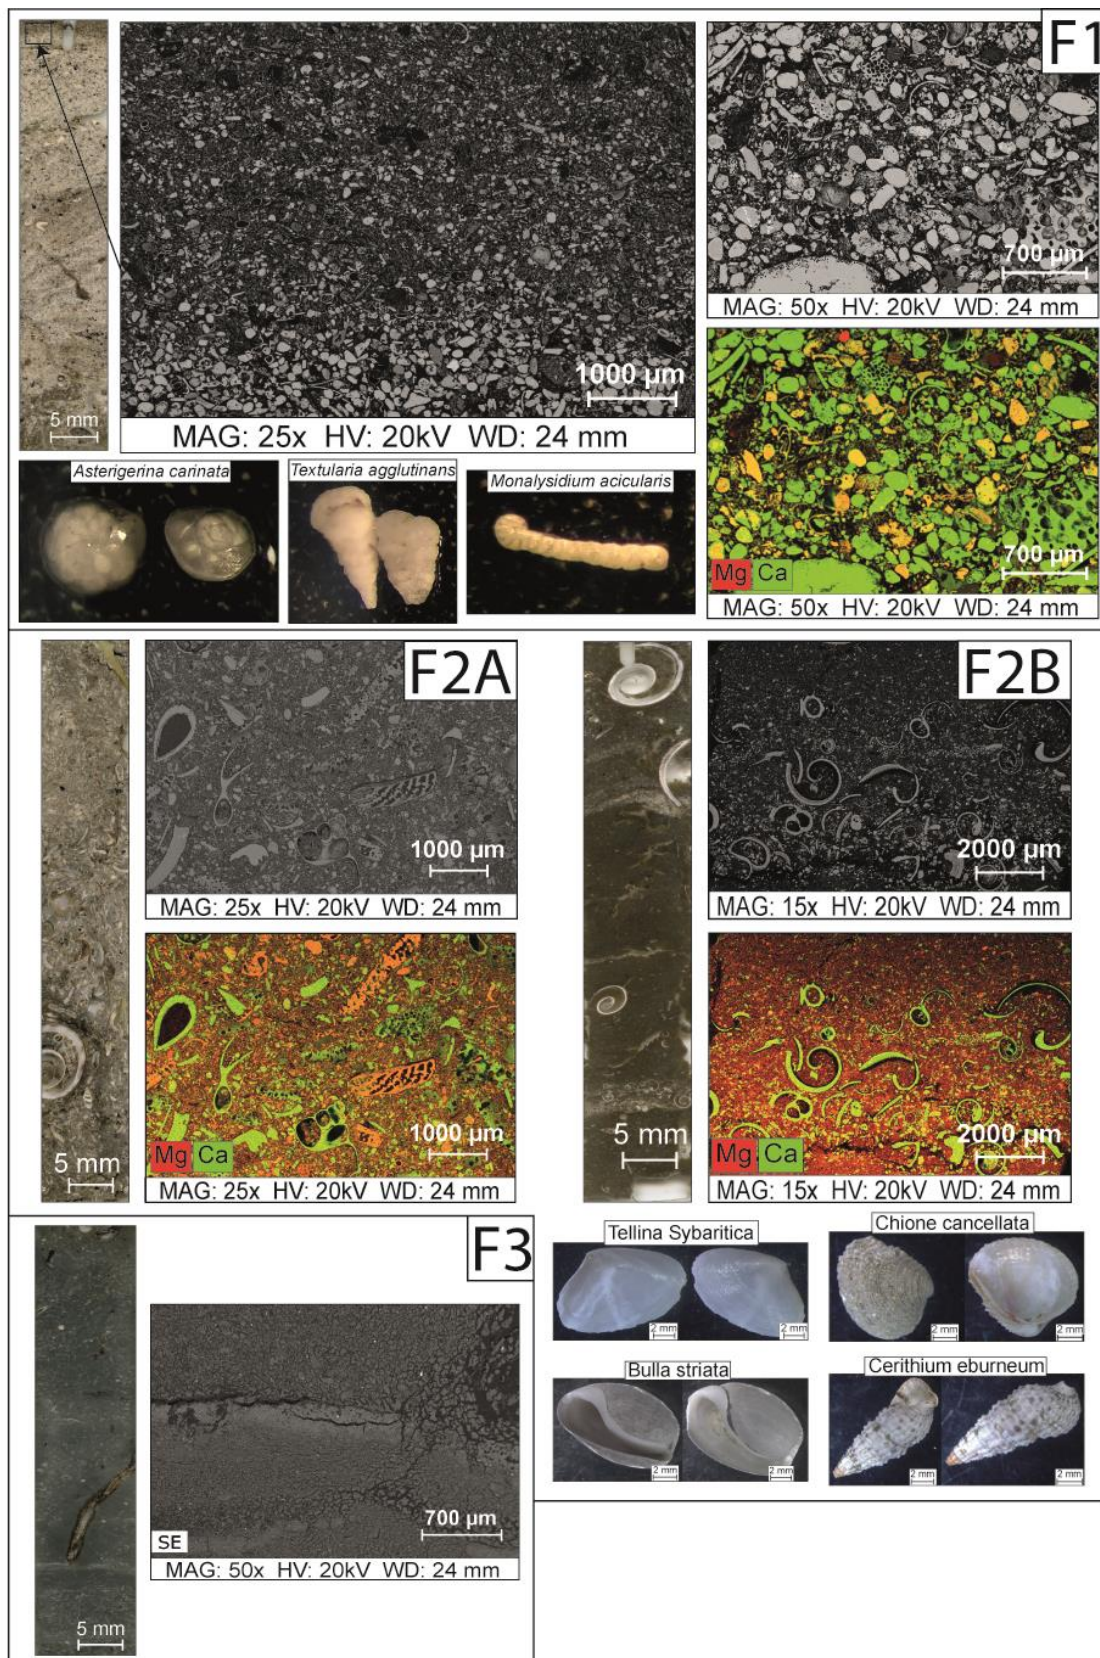 F1
5 mm
1000 µm
MAG: 25x HV: 20kV WD: 24 mm
700 µm
MAG: 50x HV: 20kV WD: 24 mm
Asterigerina carinata
Textularia agglutinans
Monalysidium acicularis
Mg Ca
700 µm
MAG: 50x HV: 20kV WD: 24 mm
F2A
5 mm
1000 µm
MAG: 25x HV: 20kV WD: 24 mm
Mg Ca
1000 µm
MAG: 25x HV: 20kV WD: 24 mm
F2B
5 mm
2000 µm
MAG: 15x HV: 20kV WD: 24 mm
Mg Ca
2000 µm
MAG: 15x HV: 20kV WD: 24 mm
F3
5 mm
700 µm
SE
MAG: 50x HV: 20kV WD: 24 mm
Tellina Sybaritica
2 mm
2 mm
Chione cancellata
2 mm
2 mm
Bulla striata
2 mm
2 mm
Cerithium eburneum
2 mm
2 mm